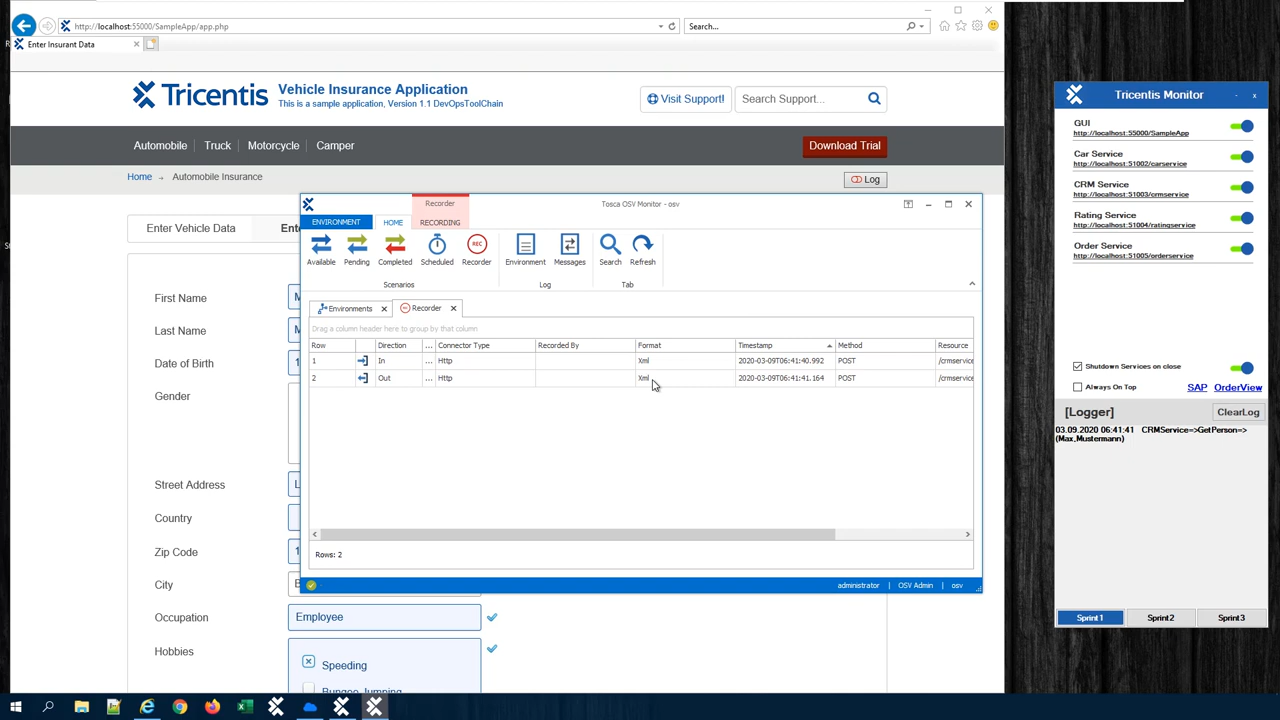 http://localhost:55000/SampleApp/app.php
Search...
Enter Insurant Data
Tricentis
Vehicle Insurance Application
This is a sample application, Version 1.1 DevOpsToolChain
Visit Support!
Search Support...
Automobile
Truck
Motorcycle
Camper
Download Trial
Home → Automobile Insurance
Log
Enter Vehicle Data
First Name
Last Name
Date of Birth
Gender
Street Address
Country
Zip Code
City
Occupation
Employee
Hobbies
Speeding
Bungee Jumping
Recorder
Tosca OSV Monitor - osv
ENVIRONMENT
HOME
RECORDING
Available
Pending
Completed
Scheduled
REC
Recorder
Environment
Messages
Search
Refresh
Scenarios
Log
Tab
Environments
Recorder
Drag a column header here to group by that column
Row Direction ... Connector Type Recorded By Format Timestamp Method Resource
1 In ... Http Xml 2020-03-09T06:41:40.992 POST /crmservice
2 Out ... Http Xml 2020-03-09T06:41:41.164 POST /crmservice
Rows: 2
administrator
OSV Admin
osv
Tricentis Monitor
GUI
http://localhost:55000/SampleApp
Car Service
http://localhost:51002/carservice
CRM Service
http://localhost:51003/crmservice
Rating Service
http://localhost:51004/ratingservice
Order Service
http://localhost:51005/orderservice
Shutdown Services on close
Always On Top
SAP
OrderView
[Logger]
ClearLog
03.09.2020 06:41:41 CRMService=>GetPerson=>
(Max,Mustermann)
Sprint1
Sprint2
Sprint3